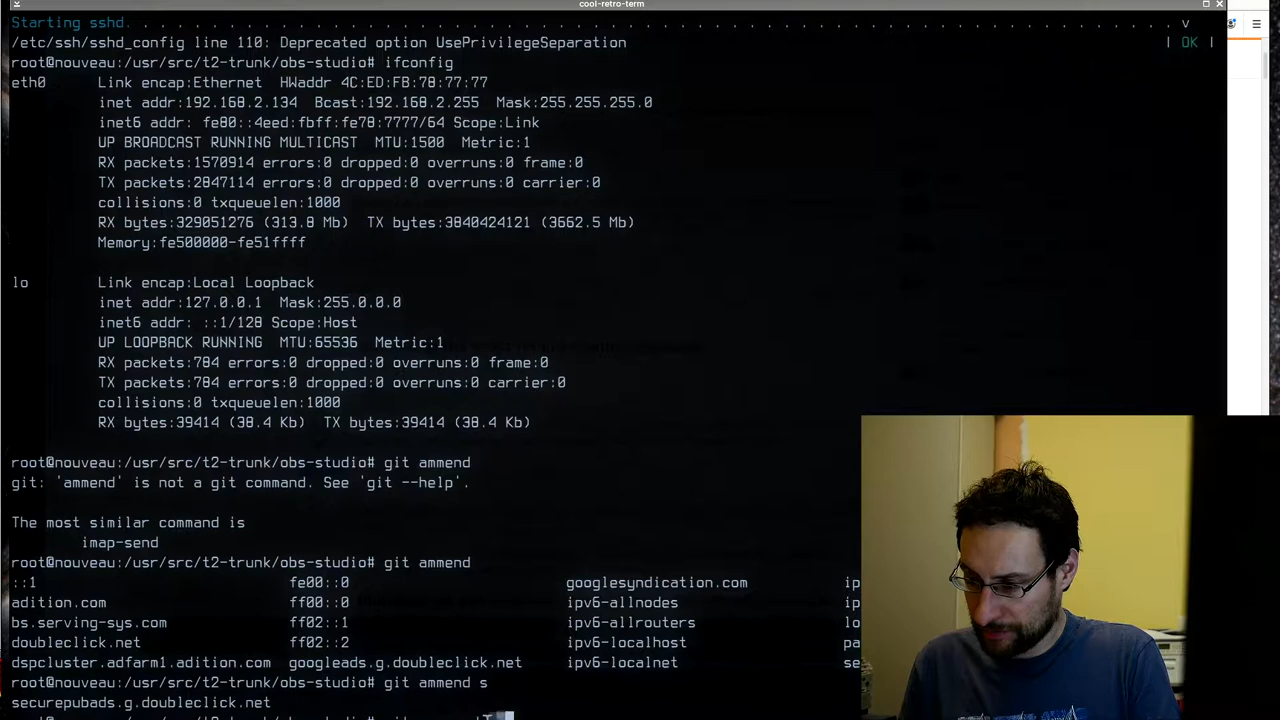 cool-retro-term
Starting sshd. . . . . . . . . . . . . . . . . . . . . . . . . . . . . . . . . . . . . . . . . . . . . . . . . . . . . . . . . . . v
/etc/ssh/sshd_config line 110: Deprecated option UsePrivilegeSeparation
| OK |
root@nouveau:/usr/src/t2-trunk/obs-studio# ifconfig
eth0 Link encap:Ethernet HWaddr 4C:ED:FB:78:77:77
inet addr:192.168.2.134 Bcast:192.168.2.255 Mask:255.255.255.0
inet6 addr: fe80::4eed:fbff:fe78:7777/64 Scope:Link
UP BROADCAST RUNNING MULTICAST MTU:1500 Metric:1
RX packets:1570914 errors:0 dropped:0 overruns:0 frame:0
TX packets:2847114 errors:0 dropped:0 overruns:0 carrier:0
collisions:0 txqueuelen:1000
RX bytes:329051276 (313.8 Mb) TX bytes:3840424121 (3662.5 Mb)
Memory:fe500000-fe51ffff
lo Link encap:Local Loopback
inet addr:127.0.0.1 Mask:255.0.0.0
inet6 addr: ::1/128 Scope:Host
UP LOOPBACK RUNNING MTU:65536 Metric:1
RX packets:784 errors:0 dropped:0 overruns:0 frame:0
TX packets:784 errors:0 dropped:0 overruns:0 carrier:0
collisions:0 txqueuelen:1000
RX bytes:39414 (38.4 Kb) TX bytes:39414 (38.4 Kb)
root@nouveau:/usr/src/t2-trunk/obs-studio# git ammend
git: 'ammend' is not a git command. See 'git --help'.
The most similar command is
imap-send
root@nouveau:/usr/src/t2-trunk/obs-studio# git ammend
::1 fe00::0 googlesyndication.com ip
adition.com ff00::0 ipv6-allnodes ip
bs.serving-sys.com ff02::1 ipv6-allrouters lo
doubleclick.net ff02::2 ipv6-localhost pa
dspcluster.adfarm1.adition.com googleads.g.doubleclick.net ipv6-localnet se
root@nouveau:/usr/src/t2-trunk/obs-studio# git ammend s
securepubads.g.doubleclick.net